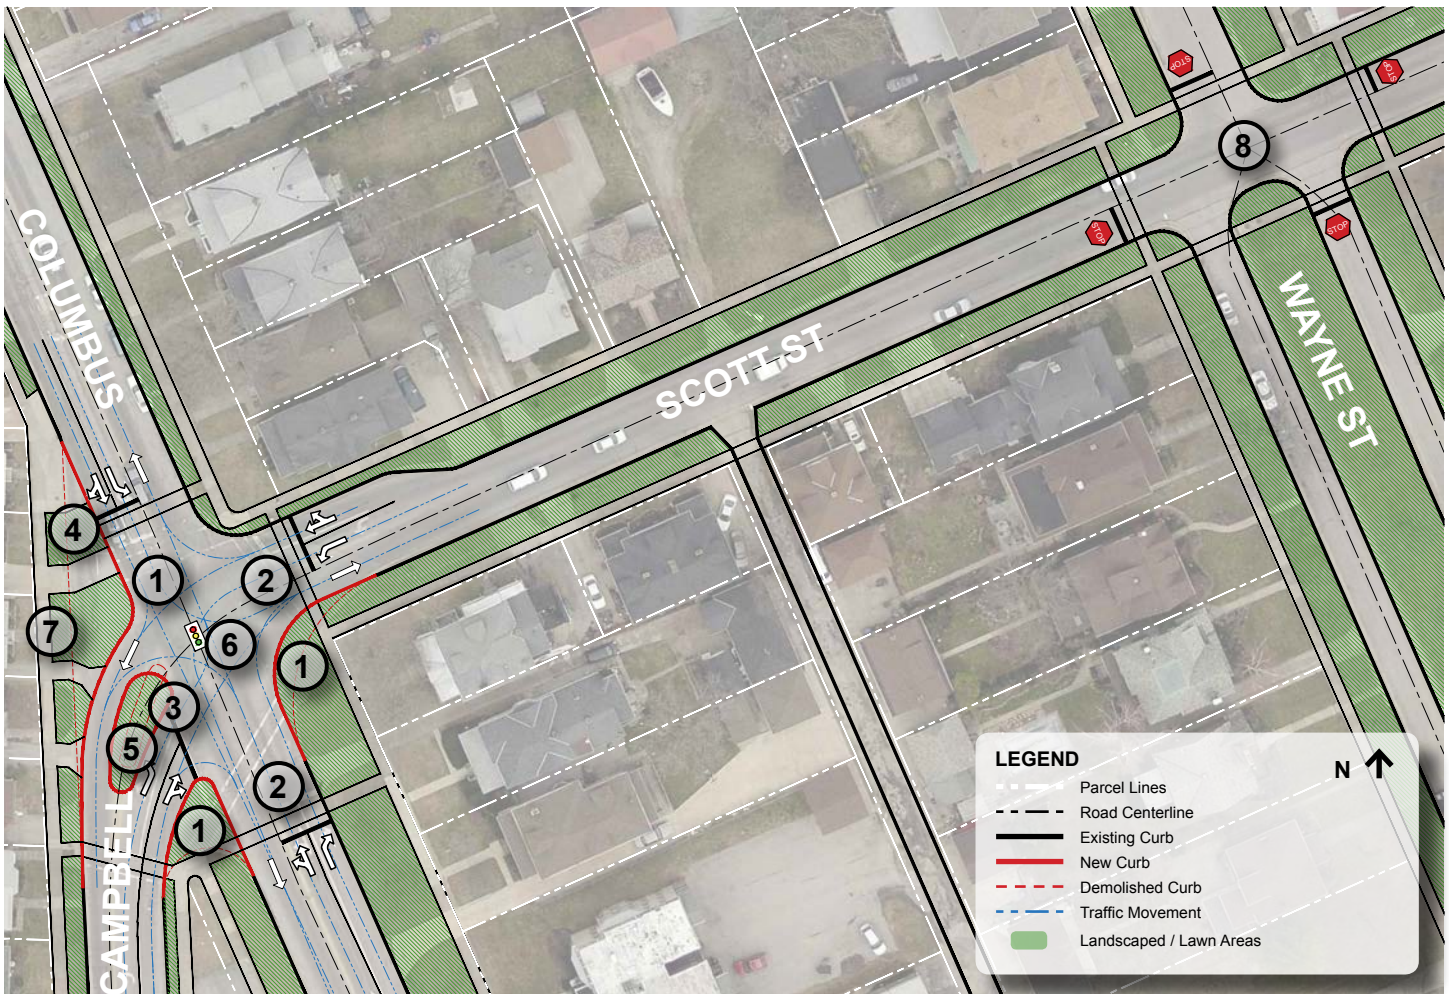 STOP
STOP
8
STOP
STOP
COLUMBUS
WAYNE ST
SCOTT ST
4
1
2
7
6
1
3
5
2
1
CAMPBELL
LEGEND
N
Parcel Lines
Road Centerline
Existing Curb
New Curb
Demolished Curb
Traffic Movement
Landscaped / Lawn Areas